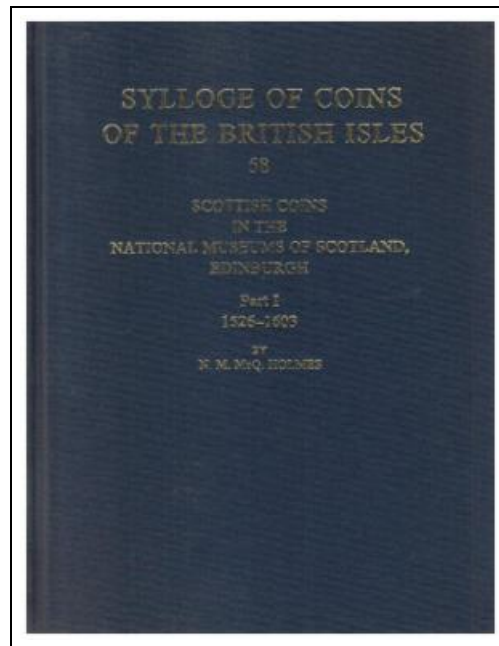 SYLLOGE OF COINS
OF THE BRITISH ISLES
58
SCOTTISH COINS
IN THE
NATIONAL MUSEUMS OF SCOTLAND,
EDINBURGH
Part I
1526–1603
BY
N. M. McQ. HOLMES